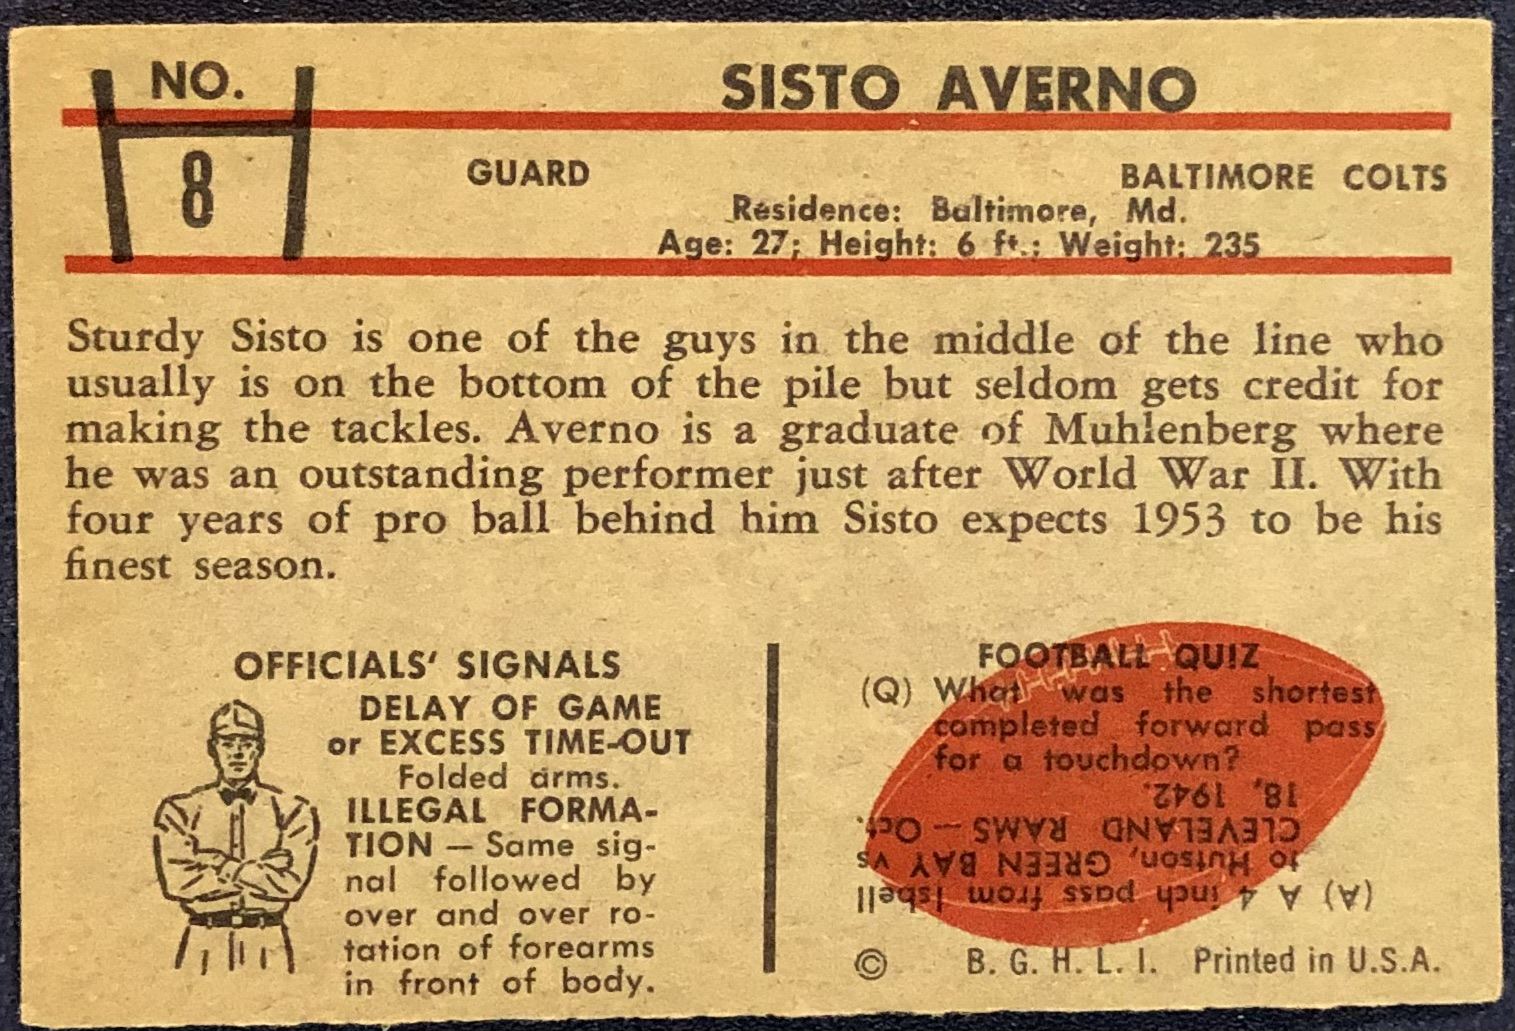 NO.
8
SISTO AVERNO
GUARD
BALTIMORE COLTS
Residence: Baltimore, Md.
Age: 27; Height: 6 ft.; Weight: 235
Sturdy Sisto is one of the guys in the middle of the line who
usually is on the bottom of the pile but seldom gets credit for
making the tackles. Averno is a graduate of Muhlenberg where
he was an outstanding performer just after World War II. With
four years of pro ball behind him Sisto expects 1953 to be his
finest season.
OFFICIALS' SIGNALS
DELAY OF GAME
or EXCESS TIME-OUT
Folded arms.
ILLEGAL FORMA-
TION — Same sig-
nal followed by
over and over ro-
tation of forearms
in front of body.
FOOTBALL QUIZ
(Q) What was the shortest
completed forward pass
for a touchdown?
(A) A 4 inch pass from Isbell
to Hutson, GREEN BAY vs
CLEVELAND RAMS — Oct.
18, 1942.
© B. G. H. L. I. Printed in U.S.A.